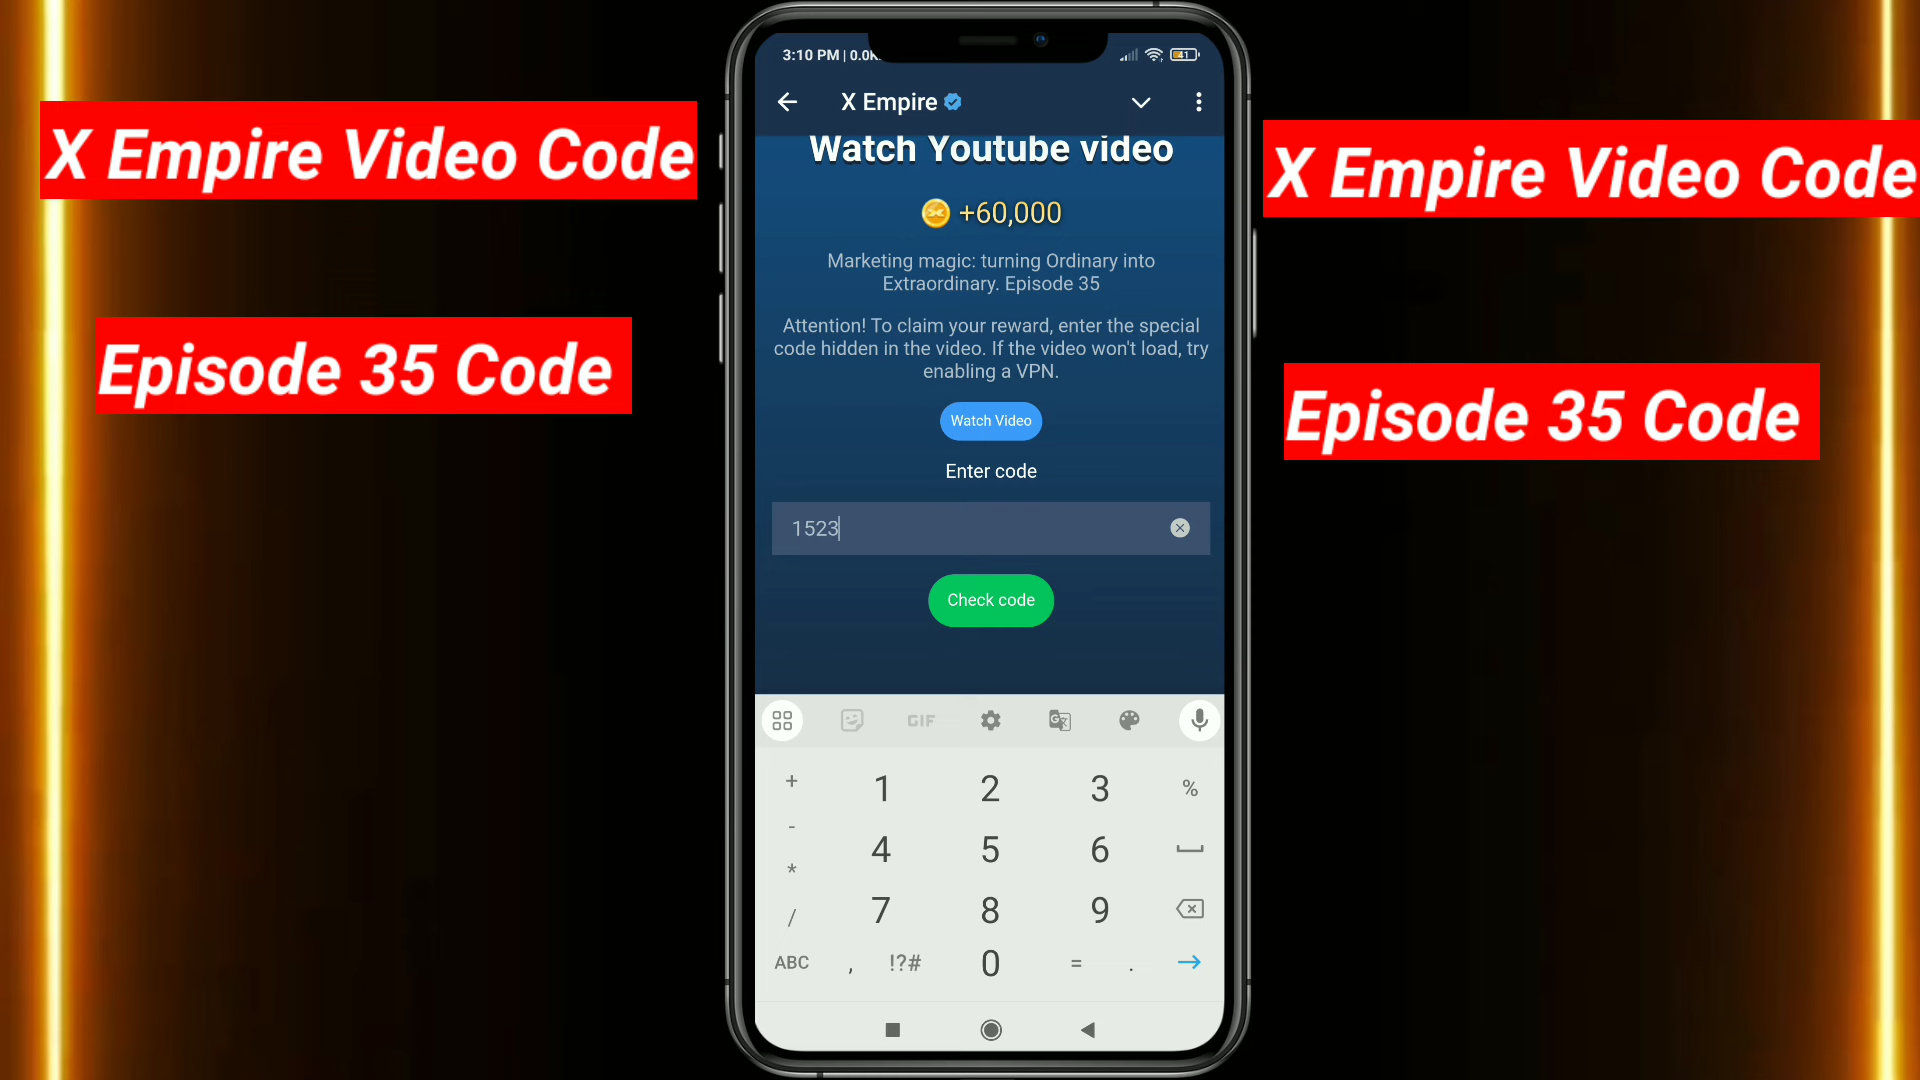 X Empire Video Code
Episode 35 Code
X Empire Video Code
Episode 35 Code
3:10 PM | 0.0K
41
X Empire
Watch Youtube video
+60,000
Marketing magic: turning Ordinary into
Extraordinary. Episode 35
Attention! To claim your reward, enter the special
code hidden in the video. If the video won't load, try
enabling a VPN.
Watch Video
Enter code
1523
Check code
GIF
+ 1 2 3 %
-
4 5 6
*
7 8 9
/
ABC , !?# 0 = .